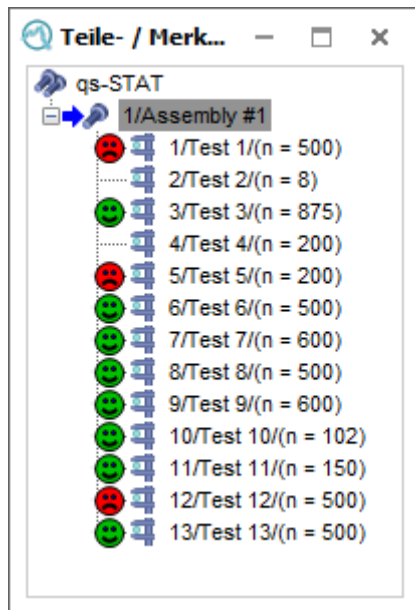 Teile- / Merk...
qs-STAT
1/Assembly #1
1/Test 1/(n = 500)
2/Test 2/(n = 8)
3/Test 3/(n = 875)
4/Test 4/(n = 200)
5/Test 5/(n = 200)
6/Test 6/(n = 500)
7/Test 7/(n = 600)
8/Test 8/(n = 500)
9/Test 9/(n = 600)
10/Test 10/(n = 102)
11/Test 11/(n = 150)
12/Test 12/(n = 500)
13/Test 13/(n = 500)